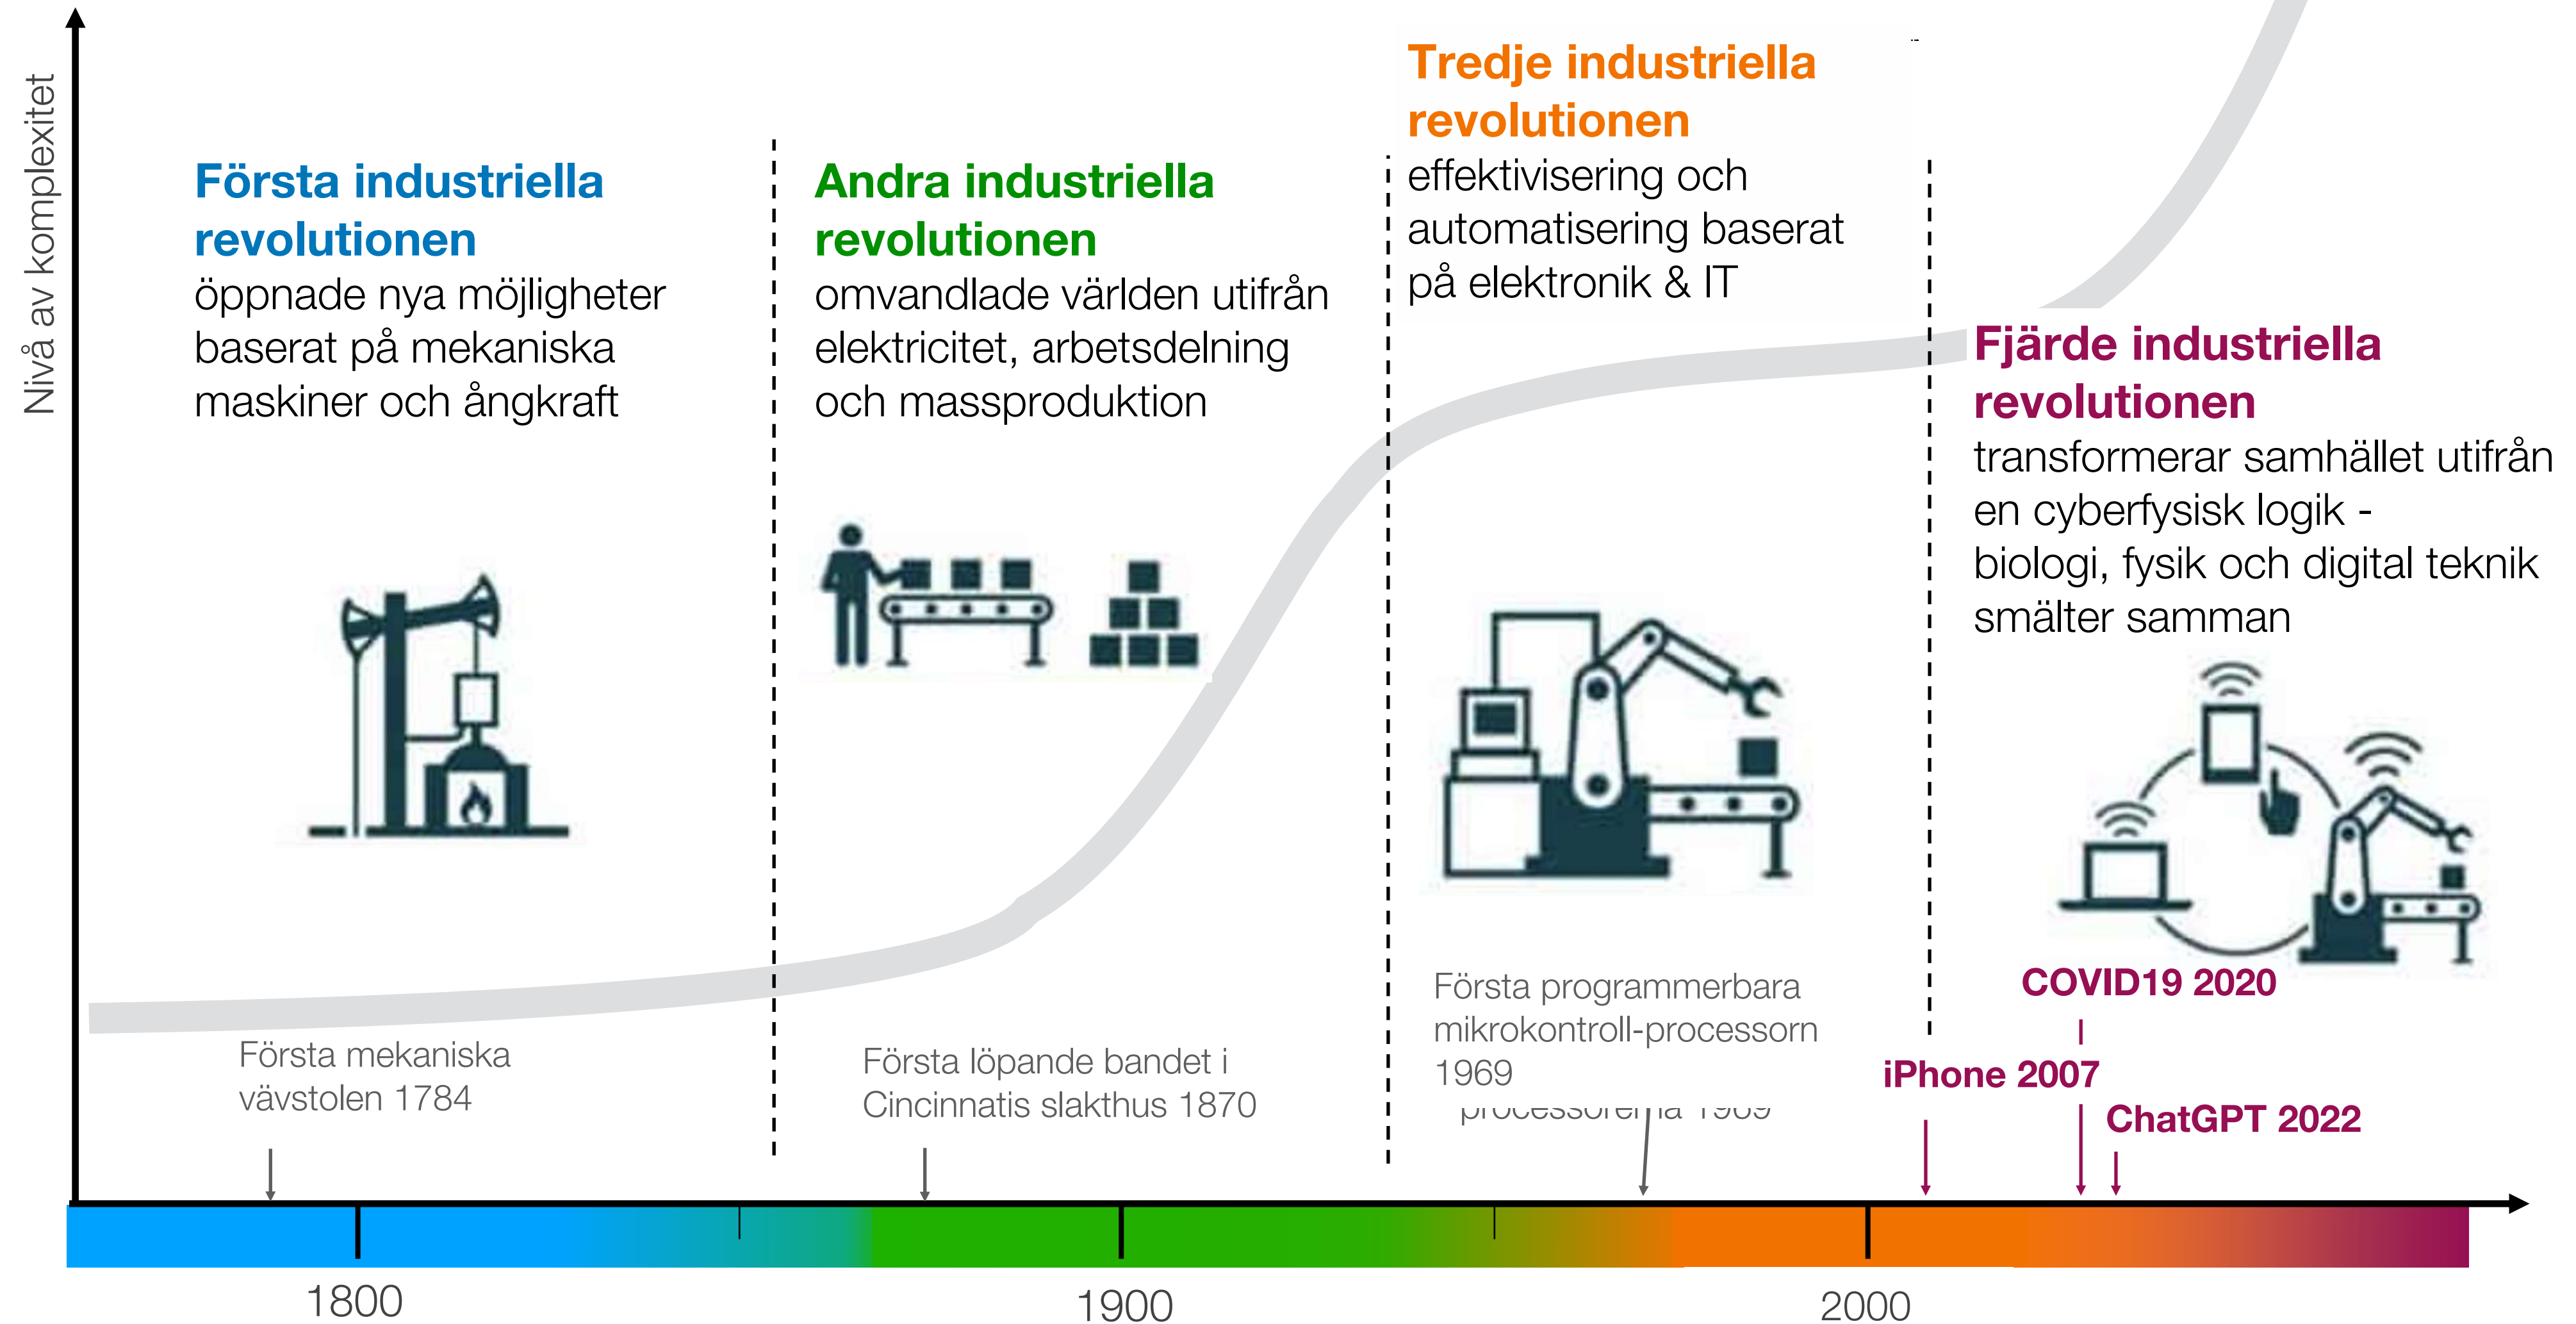 Nivå av komplexitet
Första industriella
revolutionen
öppnade nya möjligheter
baserat på mekaniska
maskiner och ångkraft
Andra industriella
revolutionen
omvandlade världen utifrån
elektricitet, arbetsdelning
och massproduktion
Tredje industriella
revolutionen
effektivisering och
automatisering baserat
på elektronik & IT
Fjärde industriella
revolutionen
transformerar samhället utifrån
en cyberfysisk logik -
biologi, fysik och digital teknik
smälter samman
Första mekaniska
vävstolen 1784
Första löpande bandet i
Cincinnatis slakthus 1870
Första programmerbara
mikrokontroll-processorn
1969
COVID19 2020
iPhone 2007
ChatGPT 2022
1800
1900
2000